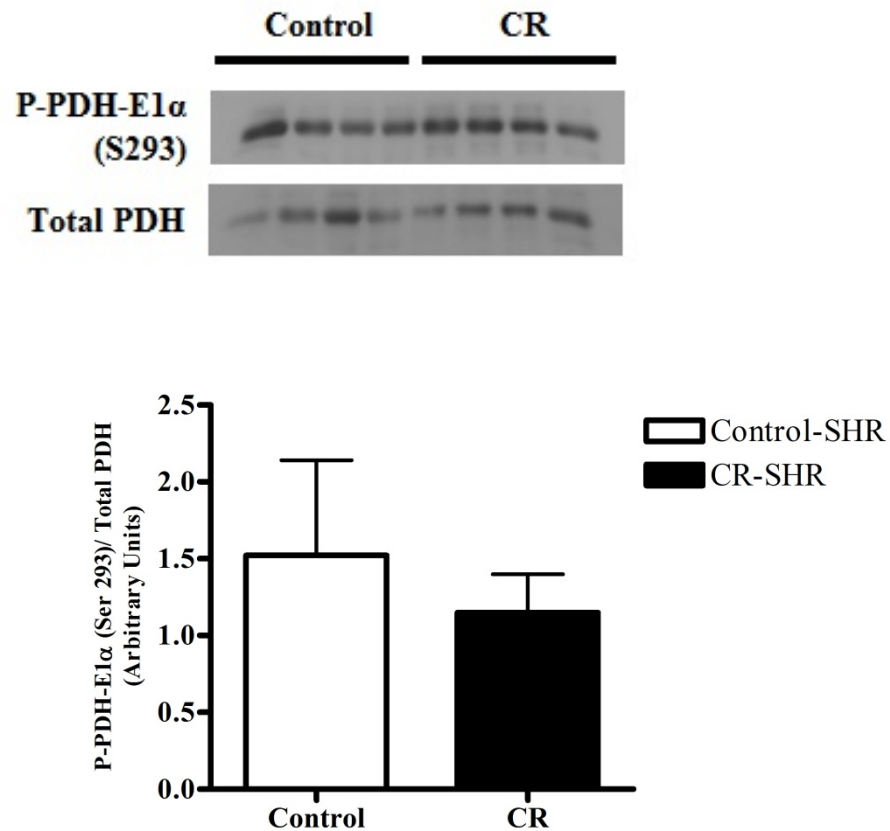 Control CR
P-PDH-E1α
(S293)
Total PDH
2.5
2.0
1.5
1.0
0.5
0.0
P-PDH-E1α (Ser 293)/ Total PDH
(Arbitrary Units)
Control CR
Control-SHR
CR-SHR